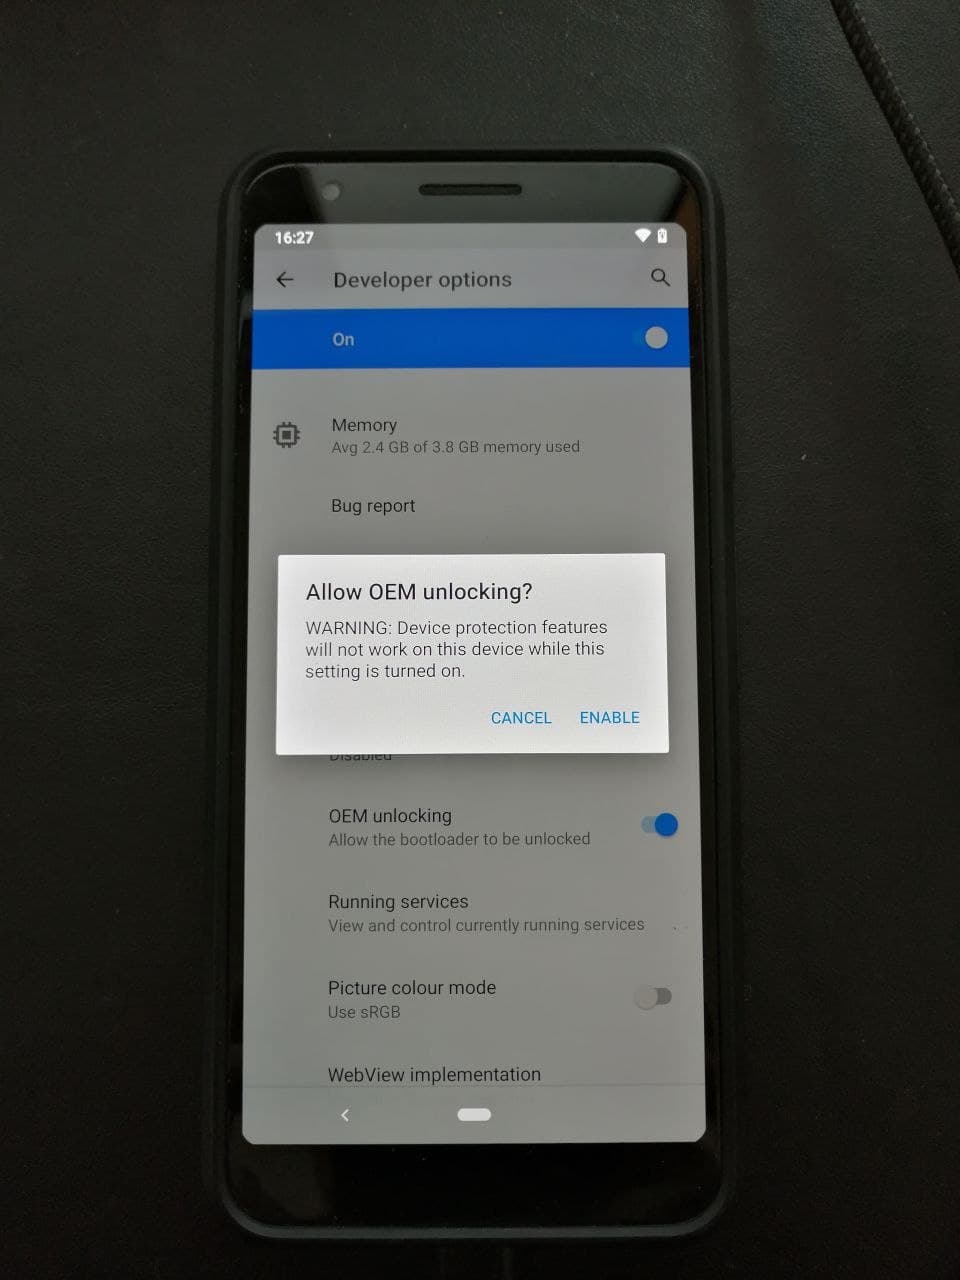 16:27
Developer options
On
Memory
Avg 2.4 GB of 3.8 GB memory used
Bug report
Allow OEM unlocking?
WARNING: Device protection features
will not work on this device while this
setting is turned on.
CANCEL ENABLE
Disabled
OEM unlocking
Allow the bootloader to be unlocked
Running services
View and control currently running services
Picture colour mode
Use sRGB
WebView implementation